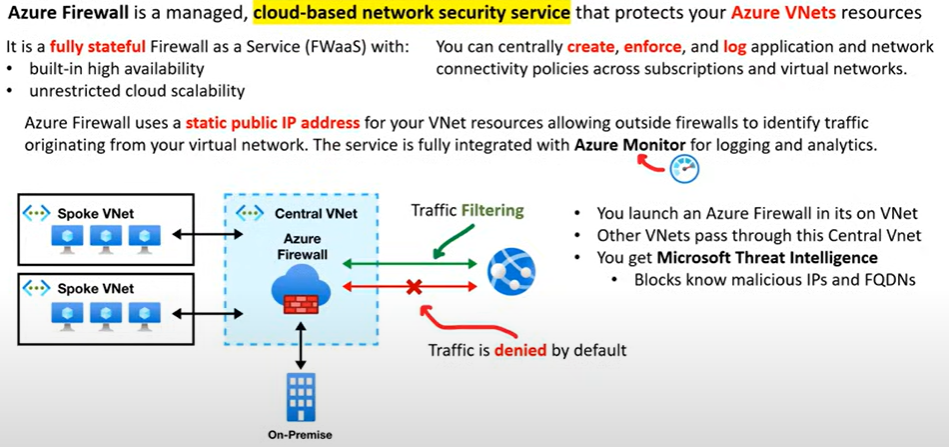 Azure Firewall is a managed, cloud-based network security service that protects your Azure VNets resources
It is a fully stateful Firewall as a Service (FWaaS) with:
• built-in high availability
• unrestricted cloud scalability
You can centrally create, enforce, and log application and network
connectivity policies across subscriptions and virtual networks.
Azure Firewall uses a static public IP address for your VNet resources allowing outside firewalls to identify traffic
originating from your virtual network. The service is fully integrated with Azure Monitor for logging and analytics.
Spoke VNet
Spoke VNet
Central VNet
Azure
Firewall
On-Premise
Traffic Filtering
Traffic is denied by default
• You launch an Azure Firewall in its on VNet
• Other VNets pass through this Central Vnet
• You get Microsoft Threat Intelligence
• Blocks know malicious IPs and FQDNs